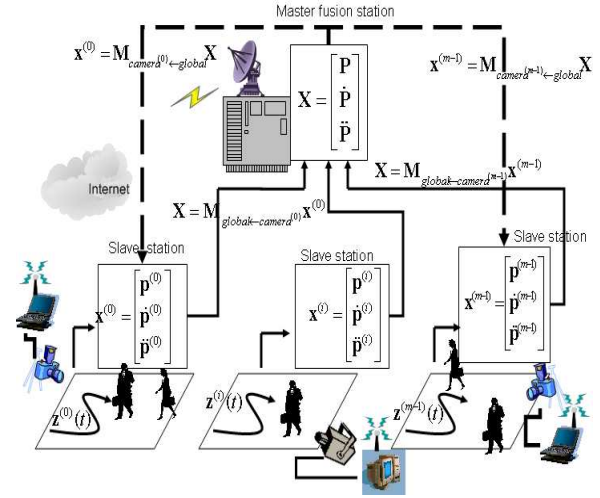 Master fusion station
x^(0) = M_camera^(0)←global X
x^(m-1) = M_camera^(m-1)←global X
X = [P Ṗ P̈]
Internet
X = M_global←camera^(m-1) x^(m-1)
X = M_global←camera^(0) x^(0)
Slave station
Slave station
Slave station
x^(0) = [p^(0) ṗ^(0) p̈^(0)]
x^(i) = [p^(i) ṗ^(i) p̈^(i)]
x^(m-1) = [p^(m-1) ṗ^(m-1) p̈^(m-1)]
z^(0)(t)
z^(i)(t)
z^(m-1)(t)